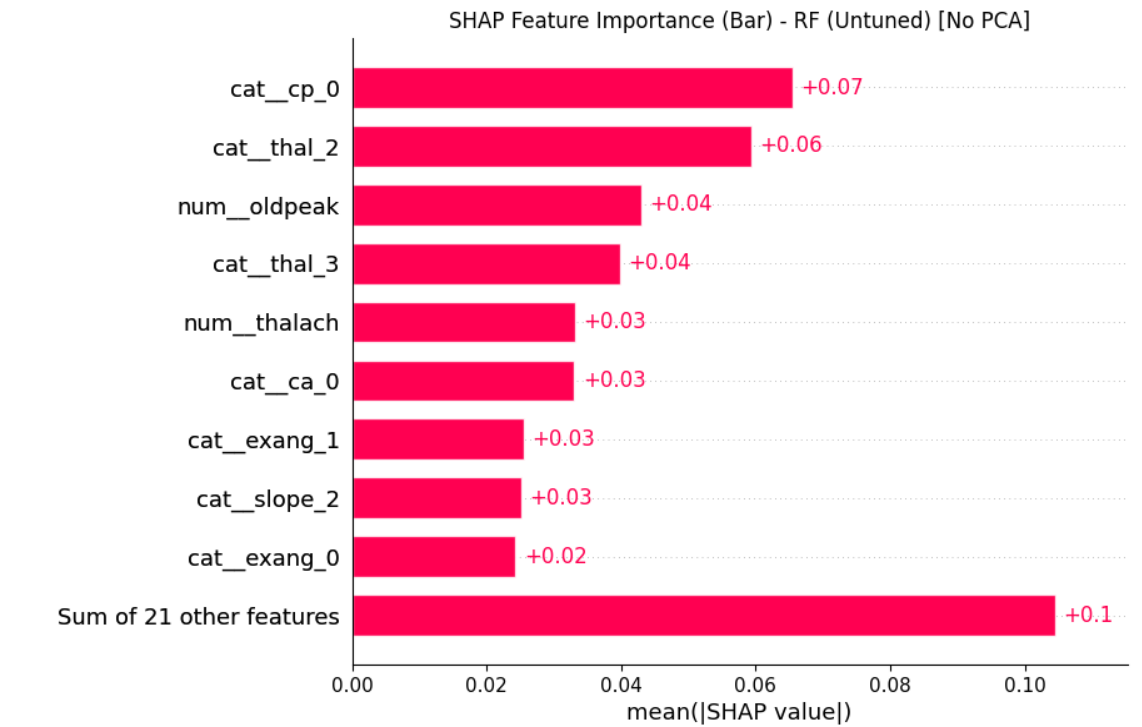 SHAP Feature Importance (Bar) - RF (Untuned) [No PCA]
cat__cp_0 +0.07
cat__thal_2 +0.06
num__oldpeak +0.04
cat__thal_3 +0.04
num__thalach +0.03
cat__ca_0 +0.03
cat__exang_1 +0.03
cat__slope_2 +0.03
cat__exang_0 +0.02
Sum of 21 other features +0.1
0.00 0.02 0.04 0.06 0.08 0.10
mean(|SHAP value|)